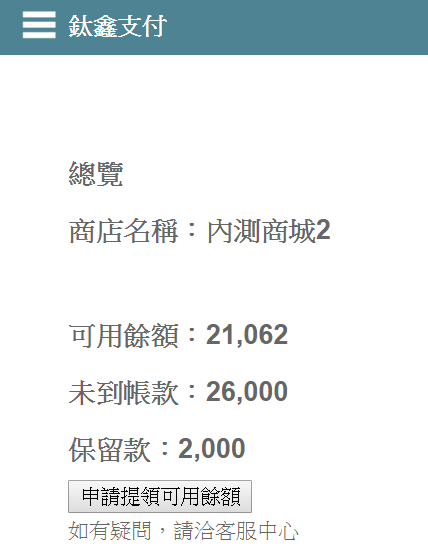 鈦鑫支付
總覽
商店名稱：內測商城2
可用餘額：21,062
未到帳款：26,000
保留款：2,000
申請提領可用餘額
如有疑問，請洽客服中心